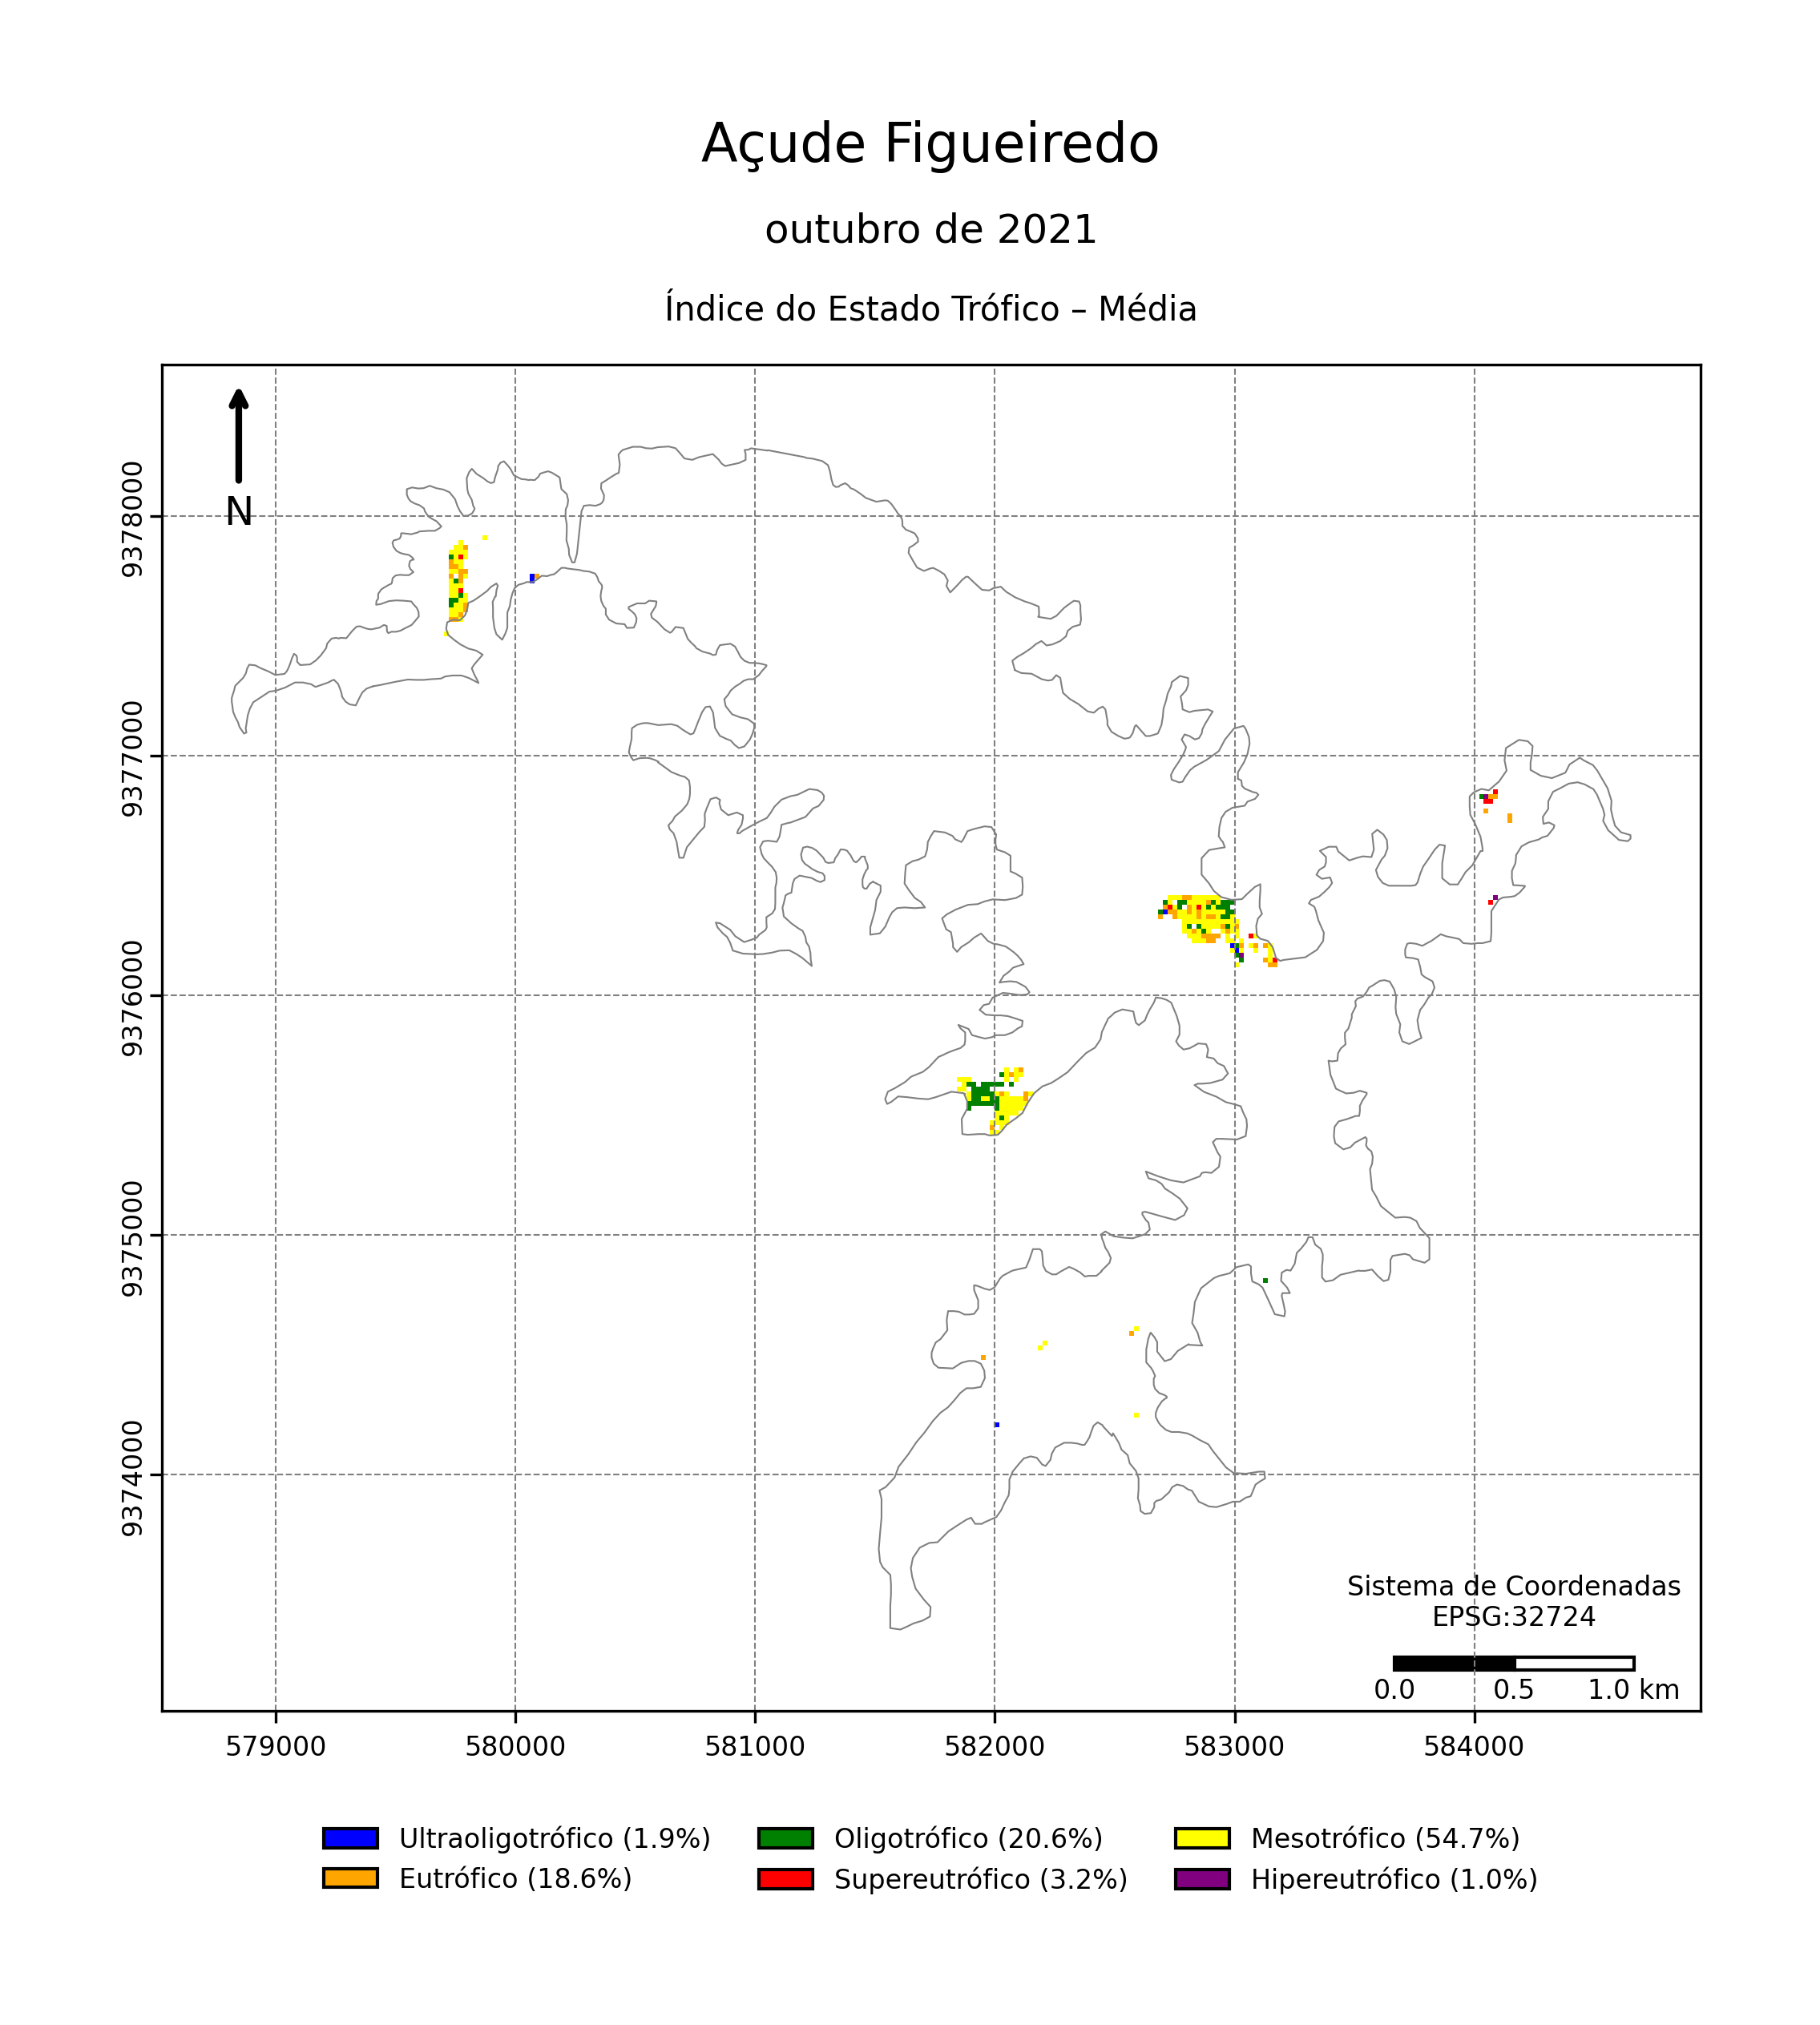 Açude Figueiredo
outubro de 2021
Índice do Estado Trófico – Média
N
9378000
9377000
9376000
9375000
9374000
Sistema de Coordenadas
EPSG:32724
0.0 0.5 1.0 km
579000 580000 581000 582000 583000 584000
Ultraoligotrófico (1.9%) Oligotrófico (20.6%) Mesotrófico (54.7%)
Eutrófico (18.6%) Supereutrófico (3.2%) Hipereutrófico (1.0%)